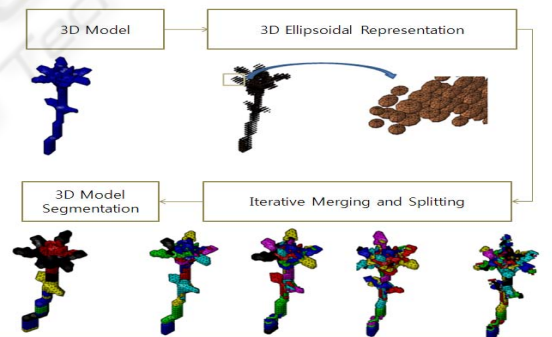 3D Model
3D Ellipsoidal Representation
3D Model
Segmentation
Iterative Merging and Splitting